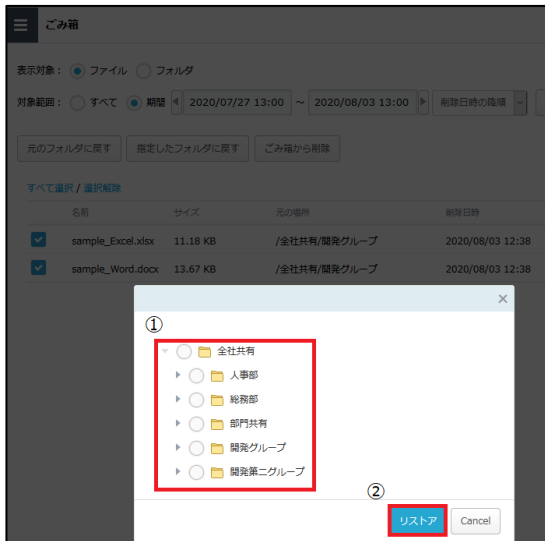 ごみ箱
表示対象： ファイル フォルダ
対象範囲： すべて 期間 2020/07/27 13:00 ~ 2020/08/03 13:00 削除日時の降順
元のフォルダに戻す 指定したフォルダに戻す ごみ箱から削除
すべて選択 / 選択解除
名前 サイズ 元の場所 削除日時
sample_Excel.xlsx 11.18 KB /全社共有/開発グループ 2020/08/03 12:38
sample_Word.docx 13.67 KB /全社共有/開発グループ 2020/08/03 12:38
①
全社共有
人事部
総務部
部門共有
開発グループ
開発第二グループ
②
リストア Cancel